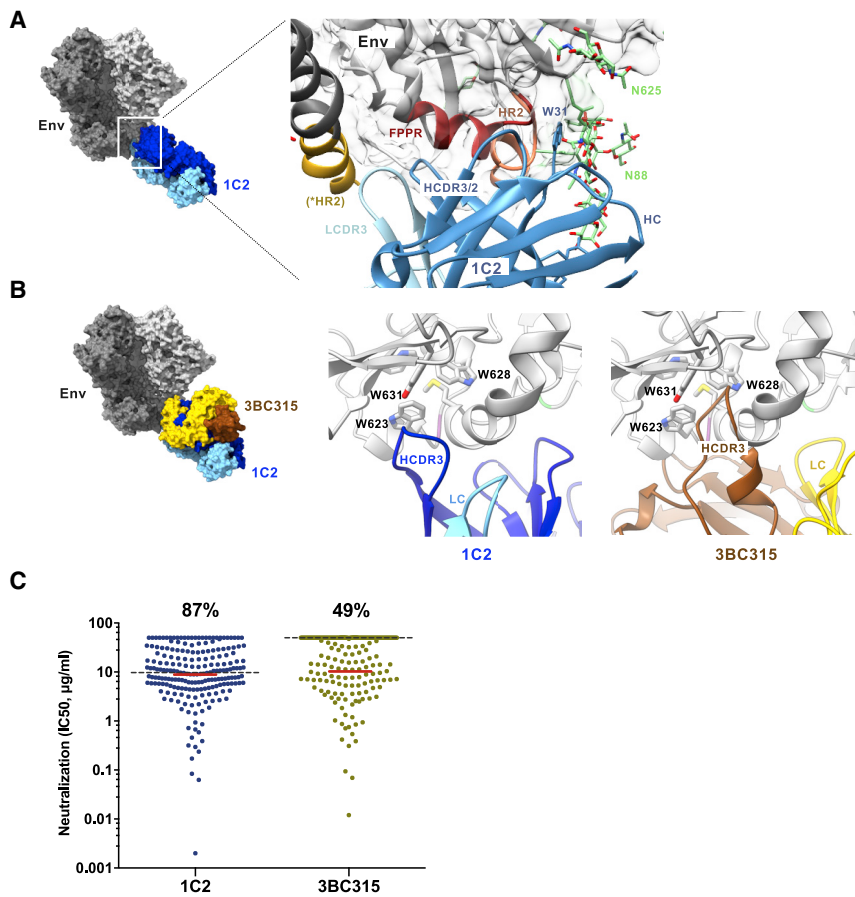 A
Env
1C2
Env
N625
HR2
W31
FPPR
N88
HCDR3/2
(*HR2)
LCDR3
HC
1C2
B
Env
3BC315
1C2
W628
W631
W623
HCDR3
LC
1C2
W628
W631
W623
HCDR3
LC
3BC315
C
87%
49%
100
10
1
0.1
0.01
0.001
Neutralization (IC50, µg/ml)
1C2
3BC315